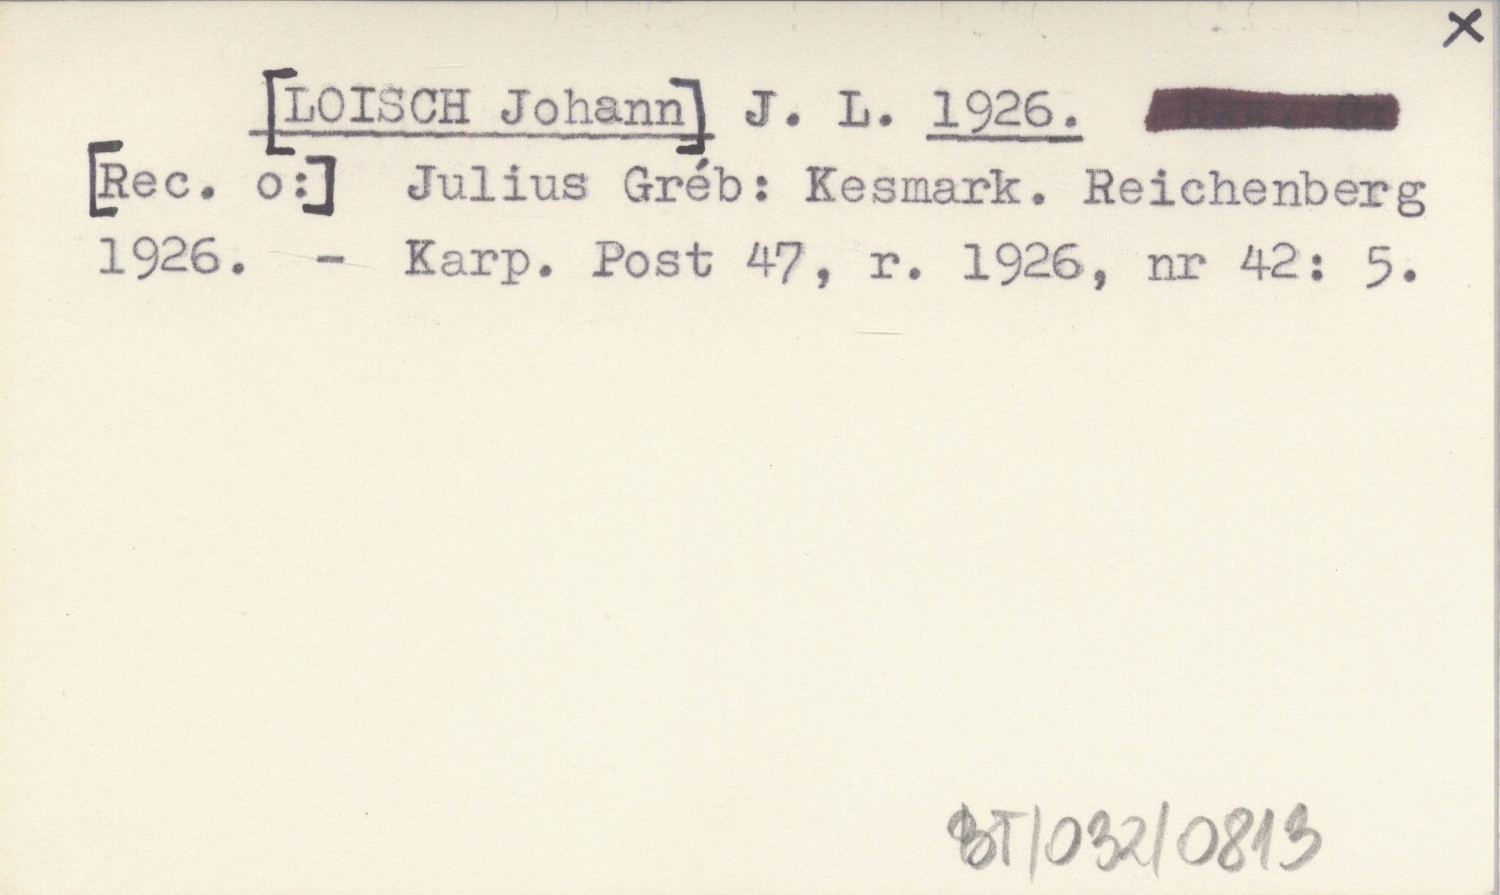 [LOISCH Johann] J. L. 1926.
[Rec. o:] Julius Gréb: Kesmark. Reichenberg
1926. - Karp. Post 47, r. 1926, nr 42: 5.
BT/032/0813